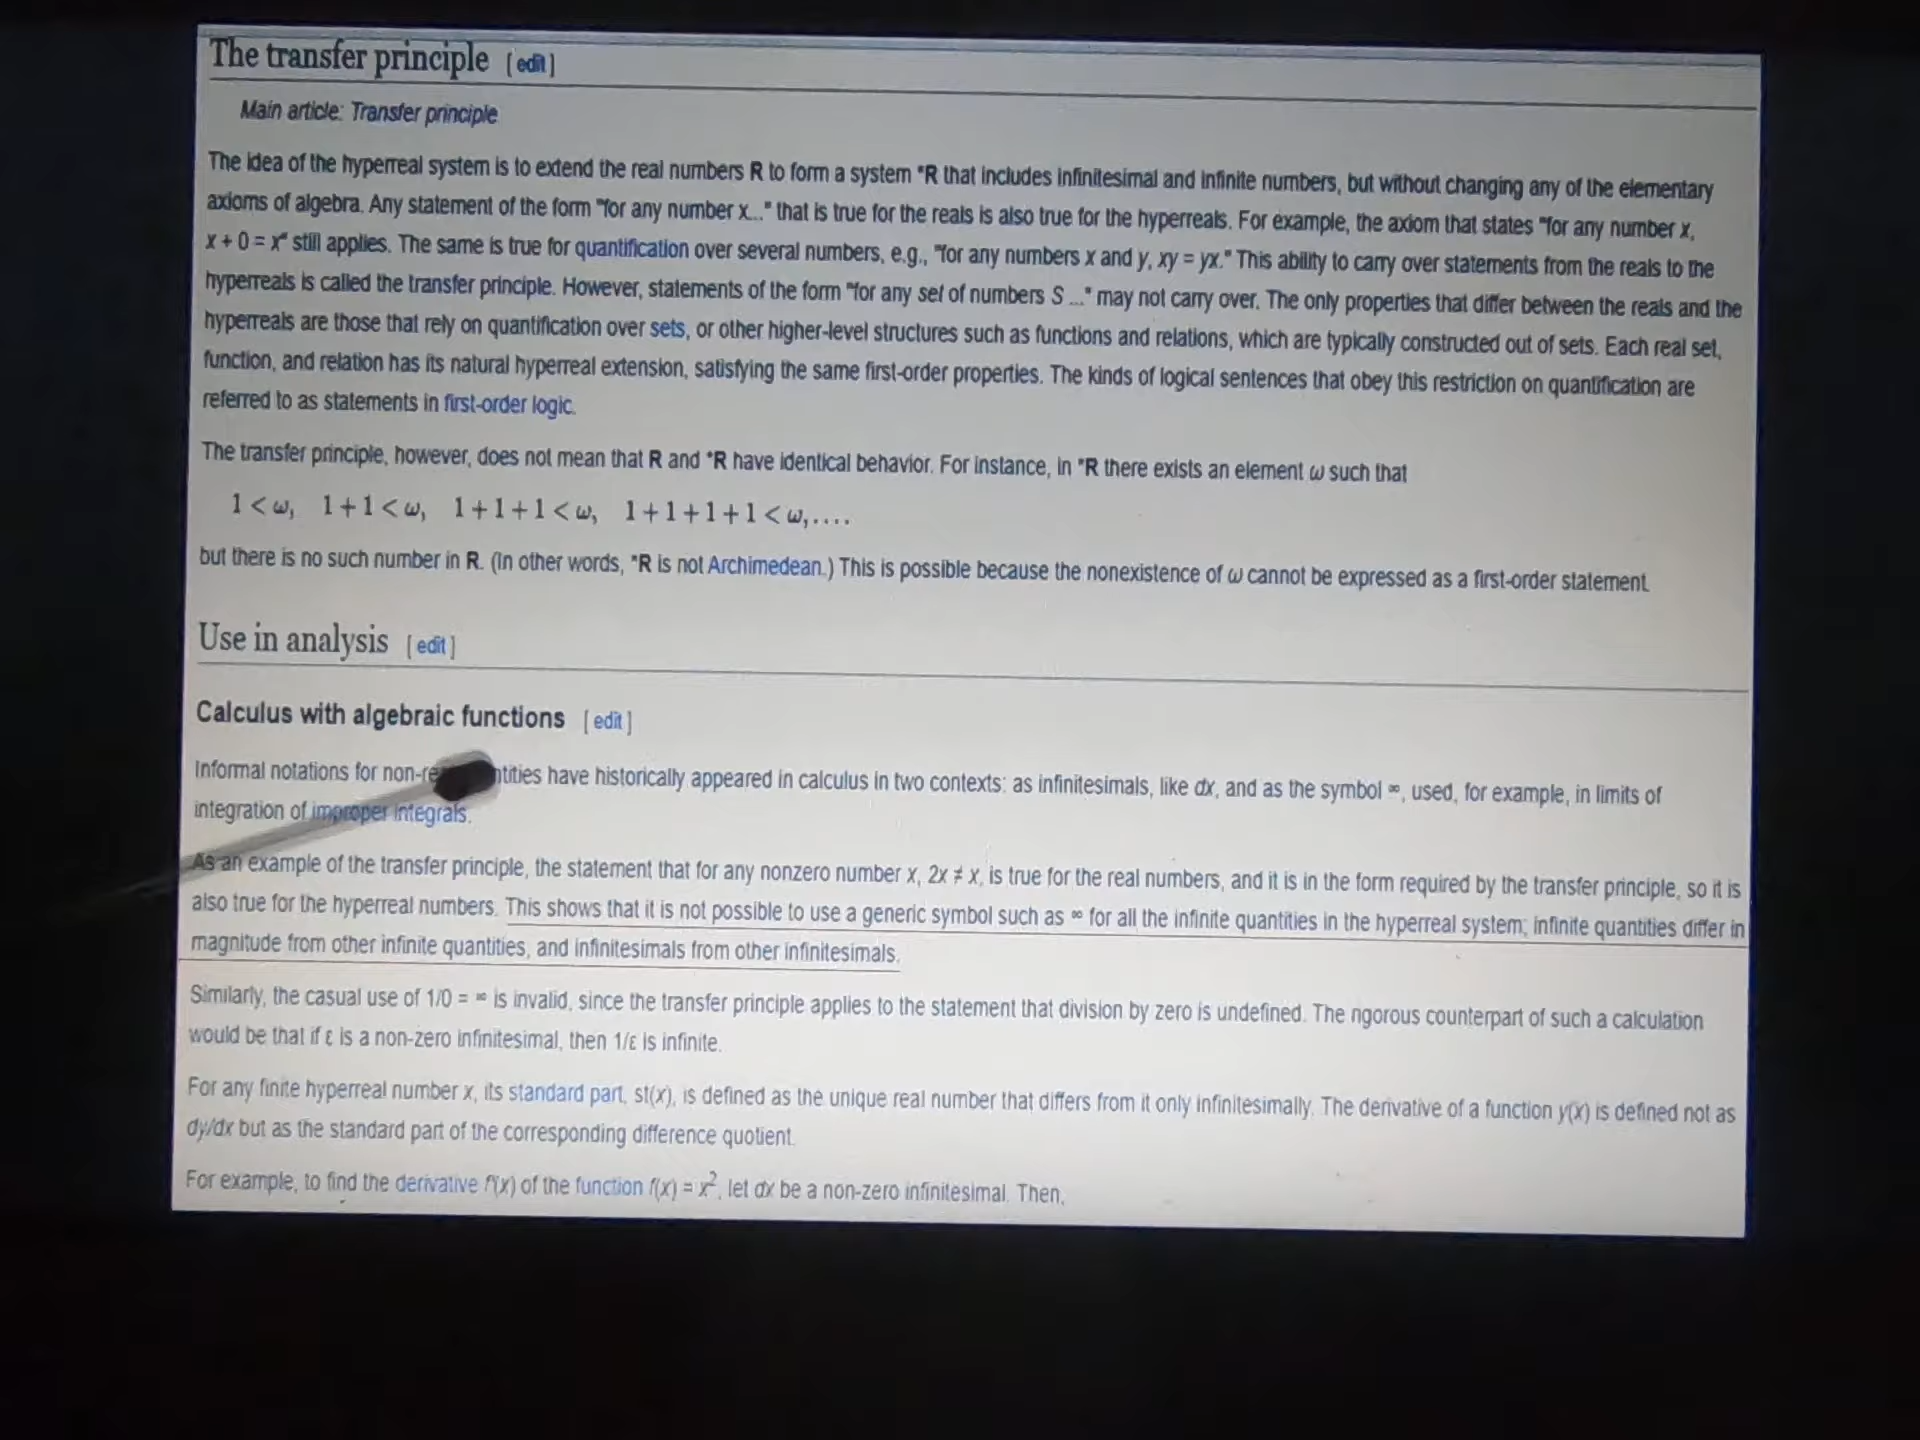 The transfer principle [edit]
Main article: Transfer principle
The idea of the hyperreal system is to extend the real numbers R to form a system *R that includes infinitesimal and infinite numbers, but without changing any of the elementary
axioms of algebra. Any statement of the form "for any number x..." that is true for the reals is also true for the hyperreals. For example, the axiom that states "for any number x,
x + 0 = x" still applies. The same is true for quantification over several numbers, e.g., "for any numbers x and y, xy = yx." This ability to carry over statements from the reals to the
hyperreals is called the transfer principle. However, statements of the form "for any set of numbers S ..." may not carry over. The only properties that differ between the reals and the
hyperreals are those that rely on quantification over sets, or other higher-level structures such as functions and relations, which are typically constructed out of sets. Each real set,
function, and relation has its natural hyperreal extension, satisfying the same first-order properties. The kinds of logical sentences that obey this restriction on quantification are
referred to as statements in first-order logic.
The transfer principle, however, does not mean that R and *R have identical behavior. For instance, in *R there exists an element ω such that
1 < ω, 1 + 1 < ω, 1 + 1 + 1 < ω, 1 + 1 + 1 + 1 < ω, ....
but there is no such number in R. (In other words, *R is not Archimedean.) This is possible because the nonexistence of ω cannot be expressed as a first-order statement.
Use in analysis [edit]
Calculus with algebraic functions [edit]
Informal notations for have historically appeared in calculus in two contexts: as infinitesimals, like dx, and as the symbol ∞, used, for example, in limits of
integration of improper integrals.
As an example of the transfer principle, the statement that for any nonzero number x, 2x ≠ x, is true for the real numbers, and it is in the form required by the transfer principle, so it is
also true for the hyperreal numbers. This shows that it is not possible to use a generic symbol such as ∞ for all the infinite quantities in the hyperreal system; infinite quantities differ in
magnitude from other infinite quantities, and infinitesimals from other infinitesimals.
Similarly, the casual use of 1/0 = ∞ is invalid, since the transfer principle applies to the statement that division by zero is undefined. The rigorous counterpart of such a calculation
would be that if ε is a non-zero infinitesimal, then 1/ε is infinite.
For any finite hyperreal number x, its standard part, st(x), is defined as the unique real number that differs from it only infinitesimally. The derivative of a function y(x) is defined not as
dy/dx but as the standard part of the corresponding difference quotient.
For example, to find the derivative f'(x) of the function f(x) = x², let dx be a non-zero infinitesimal. Then,